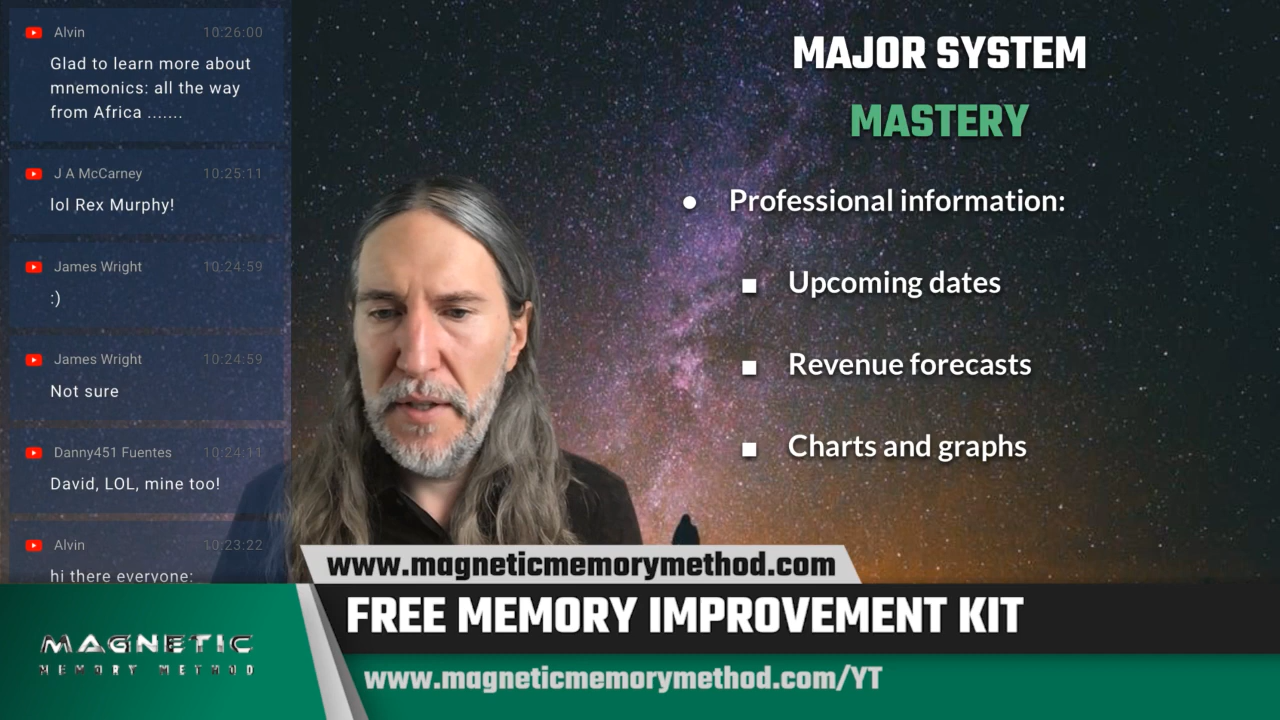 Alvin 10:26:00
Glad to learn more about
mnemonics: all the way
from Africa .......
J A McCarney 10:25:11
lol Rex Murphy!
James Wright 10:24:59
:)
James Wright 10:24:59
Not sure
Danny451 Fuentes 10:24:11
David, LOL, mine too!
Alvin 10:23:22
hi there everyone:
MAJOR SYSTEM
MASTERY
• Professional information:
▪ Upcoming dates
▪ Revenue forecasts
▪ Charts and graphs
www.magneticmemorymethod.com
FREE MEMORY IMPROVEMENT KIT
www.magneticmemorymethod.com/YT
MAGNETIC
MEMORY METHOD